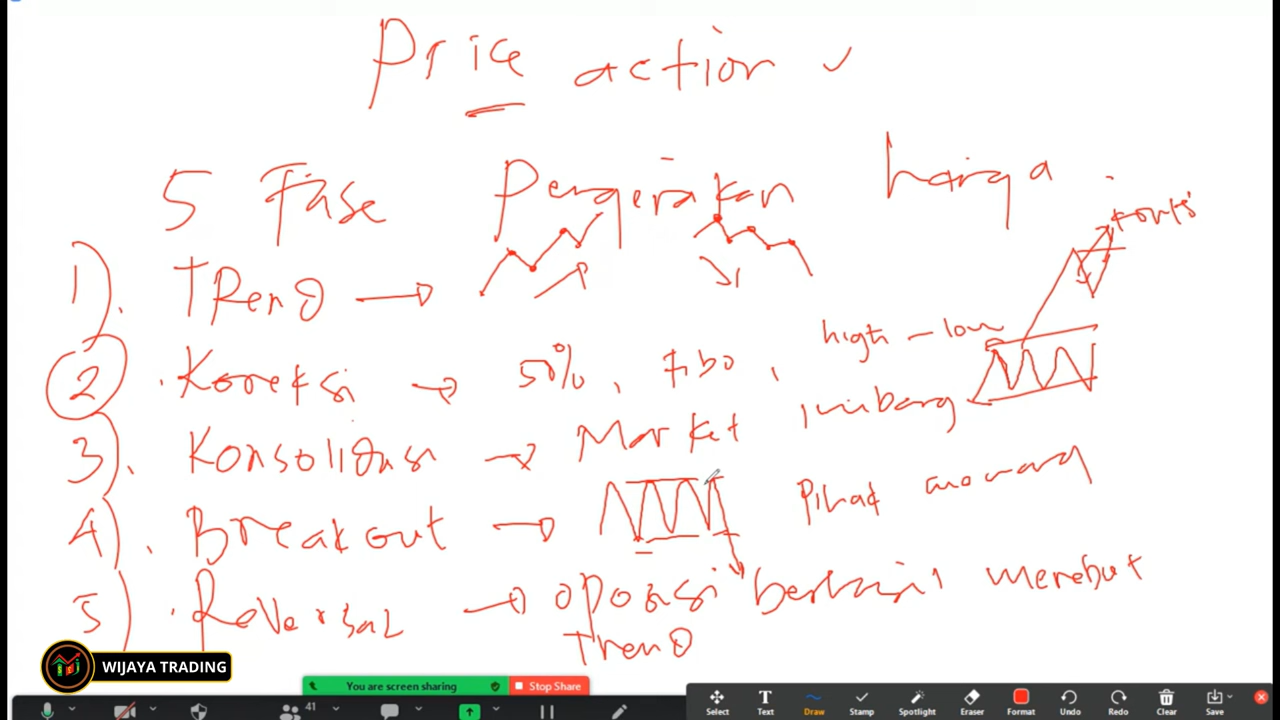 Price action
5 Fase Pergerakan harga
1). TRenD →
Koreksi
2 . Koreksi → 50% , Fibo , high - low
3). Konsolidasi → Market imbang
4). Breakout → Pihak menang
5) . Reversal → oposisi berhasil merebut
TrenD
WIJAYA TRADING
You are screen sharing
Stop Share
41
Select Text Draw Stamp Spotlight Eraser Format Undo Redo Clear Save